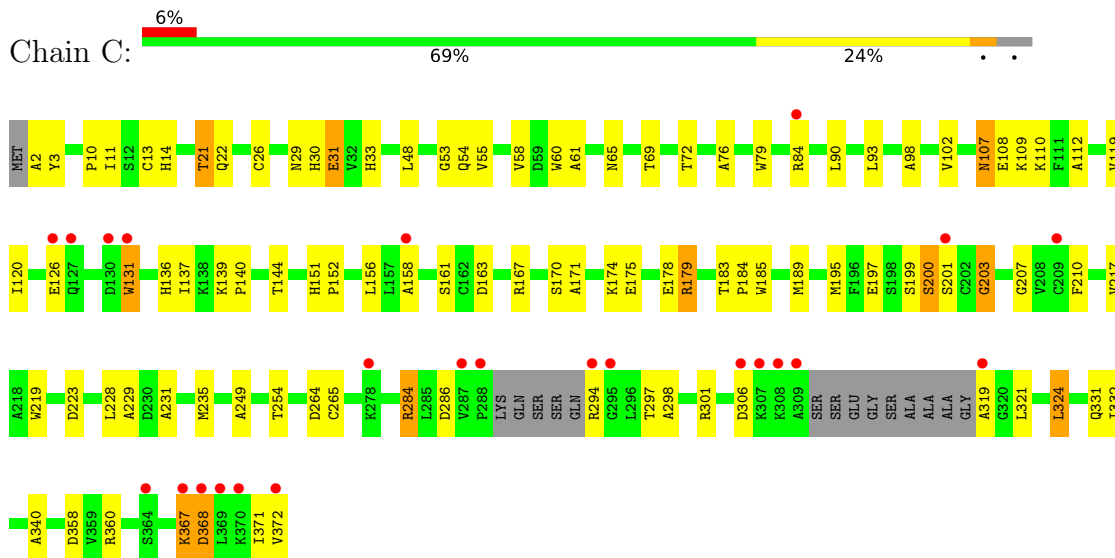 6%
Chain C:
69% 24% • •
MET A2 Y3 P10 I11 S12 C13 H14 T21 Q22 C26 N29 H30 E31 V32 H33 L48 G53 Q54 V55 V58 D59 W60 A61 N65 T69 T72 A76 W79 R84 L90 L93 A98 V102 N107 E108 K109 K110 F111 A112
I120 E126 Q127 D130 W131 H136 I137 K138 K139 P140 T144 H151 P152 L156 L157 A158 S161 C162 D163 R167 S170 A171 K174 E175 E178 R179 T183 P184 W185 M189 M195 F196 E197 S198 S199 S200 S201 C202 G203 G207 V208 C209 F210 V217
A218 W219 D223 L228 A229 D230 A231 M235 A249 T254 D264 C265 K278 V287 P288 R284 L285 D286 LYS GLN SER SER GLN R294 G295 L296 T297 A298 R301 D306 K307 K308 A309 SER SER GLU GLY SER ALA ALA ALA GLY A319 G320 L321 L324 Q331
A340 D358 V359 R360 S364 K367 D368 L369 K370 I371 V372